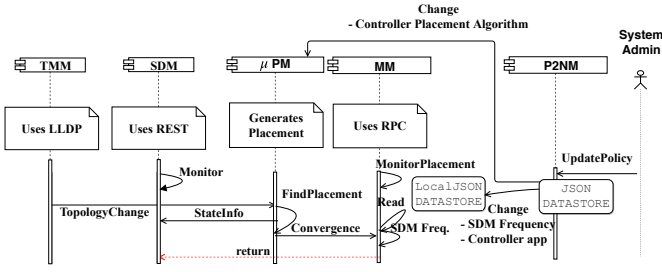 Change
- Controller Placement Algorithm
System
Admin
TMM
SDM
μ PM
MM
P2NM
Uses LLDP
Uses REST
Generates
Placement
Uses RPC
UpdatePolicy
Monitor
MonitorPlacement
LocalJSON
DATASTORE
JSON
DATASTORE
FindPlacement
Read
TopologyChange
StateInfo
Change
- SDM Frequency
- Controller app
Convergence
SDM Freq.
return